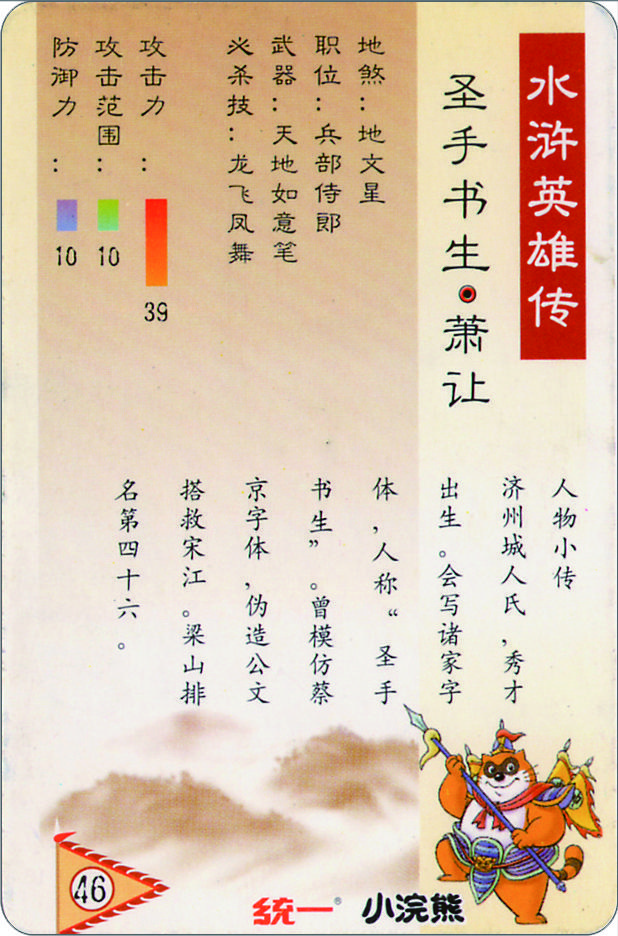 水浒英雄传
圣手书生·萧让
地煞：地文星
职位：兵部侍郎
武器：天地如意笔
必杀技：龙飞凤舞
攻击力：
39
攻击范围：
10
防御力：
10
人物小传
济州城人氏，秀才
出生。会写诸家字
体，人称“圣手
书生”。曾模仿蔡
京字体，伪造公文
搭救宋江。梁山排
名第四十六。
46
统一®
小浣熊